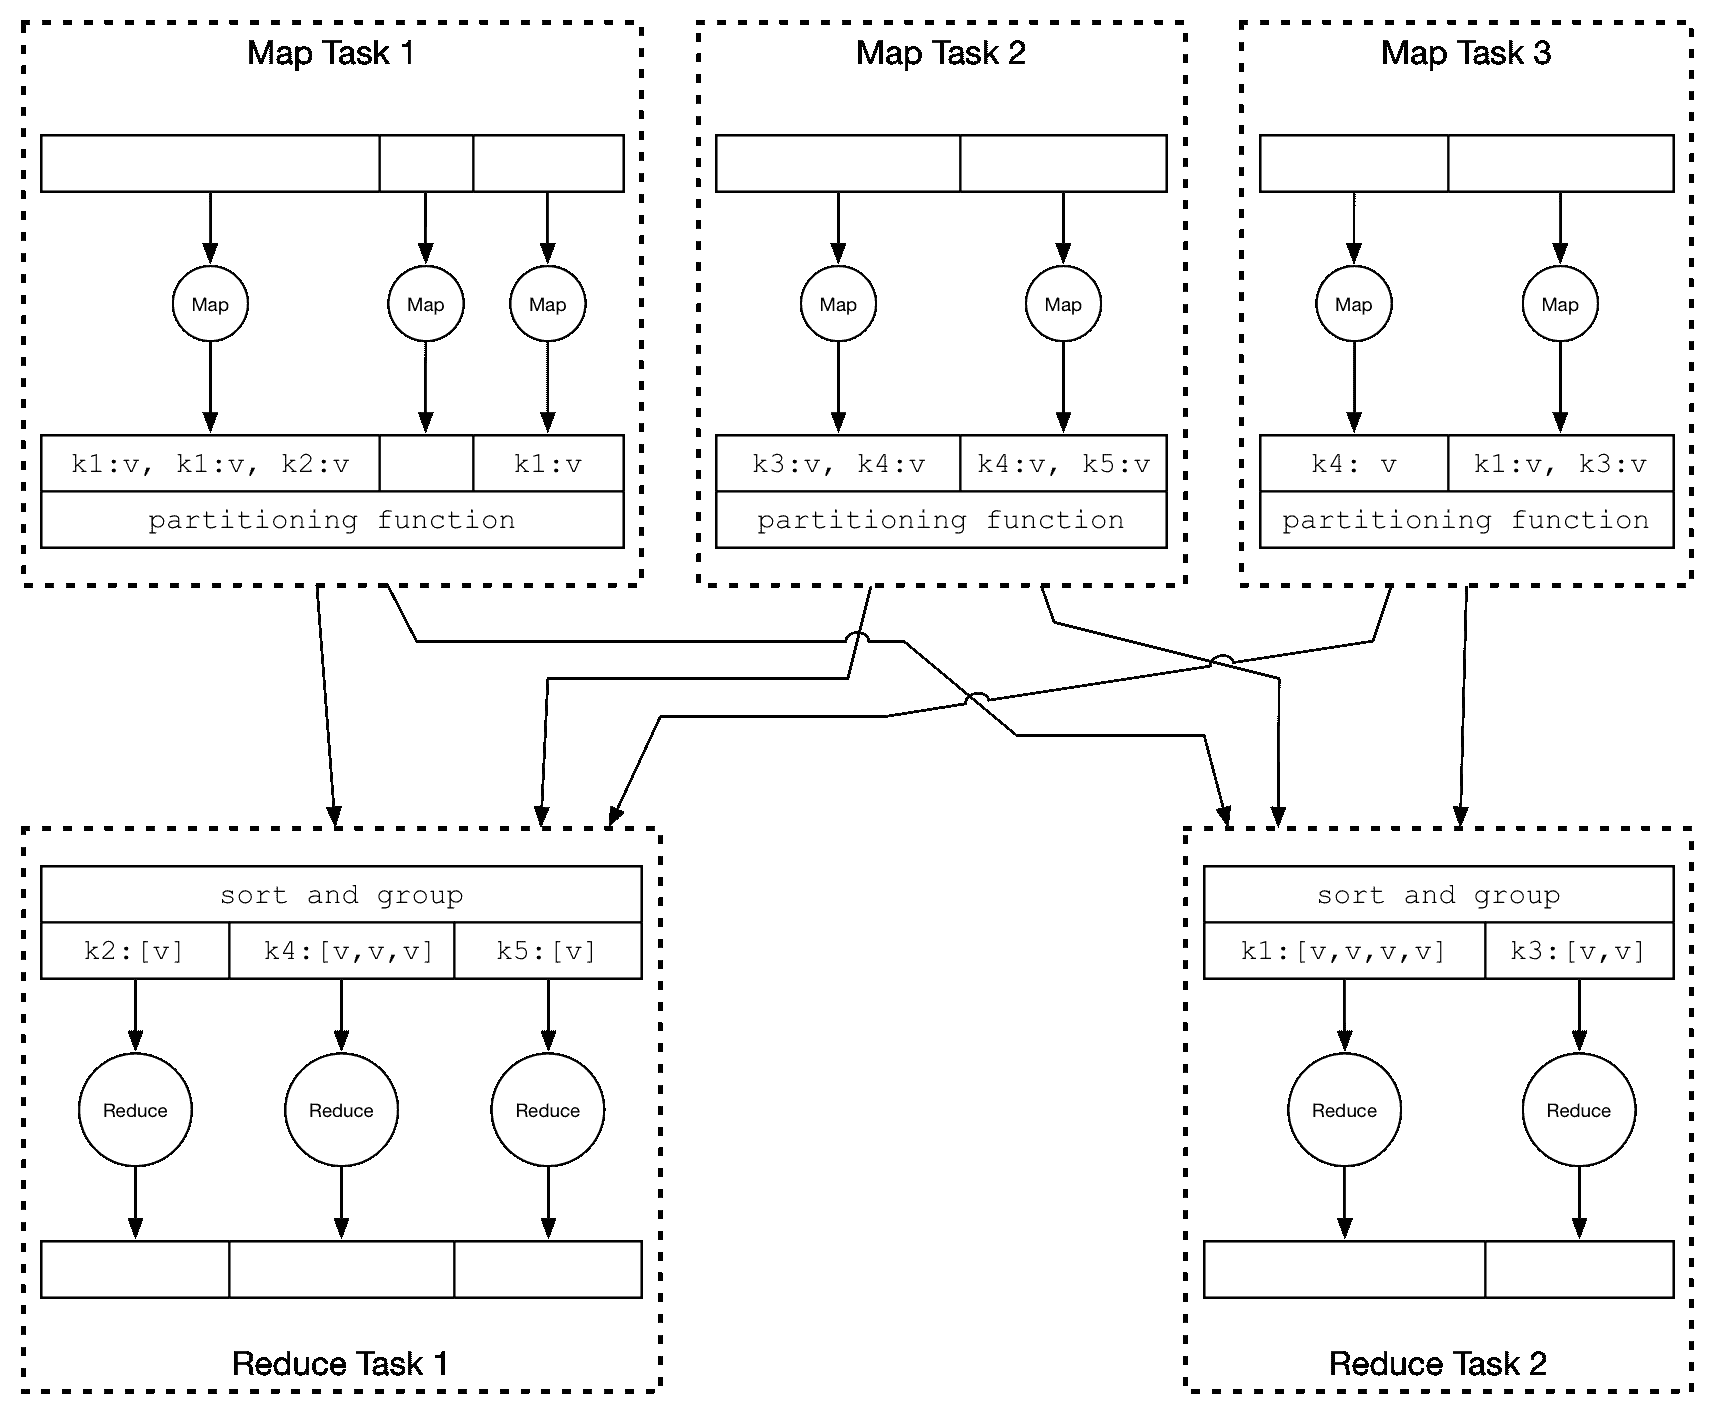 Map Task 1
Map Task 2
Map Task 3
Map
Map
Map
Map
Map
Map
Map
k1:v, k1:v, k2:v
k1:v
k3:v, k4:v
k4:v, k5:v
k4: v
k1:v, k3:v
partitioning function
partitioning function
partitioning function
sort and group
sort and group
k2:[v]
k4:[v,v,v]
k5:[v]
k1:[v,v,v,v]
k3:[v,v]
Reduce
Reduce
Reduce
Reduce
Reduce
Reduce Task 1
Reduce Task 2